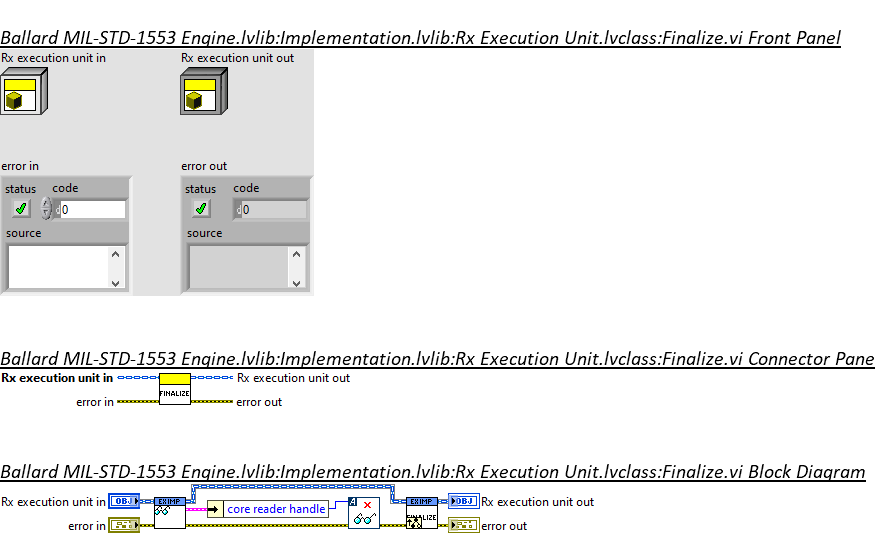 Ballard MIL-STD-1553 Engine.lvlib:Implementation.lvlib:Rx Execution Unit.lvclass:Finalize.vi Front Panel
Rx execution unit in Rx execution unit out
error in error out
status code status code
0 0
source source
Ballard MIL-STD-1553 Engine.lvlib:Implementation.lvlib:Rx Execution Unit.lvclass:Finalize.vi Connector Pane
Rx execution unit in Rx execution unit out
FINALIZE
error in error out
Ballard MIL-STD-1553 Engine.lvlib:Implementation.lvlib:Rx Execution Unit.lvclass:Finalize.vi Block Diagram
Rx execution unit in OBJ EXIMP EXIMP OBJ Rx execution unit out
core reader handle
error in error out